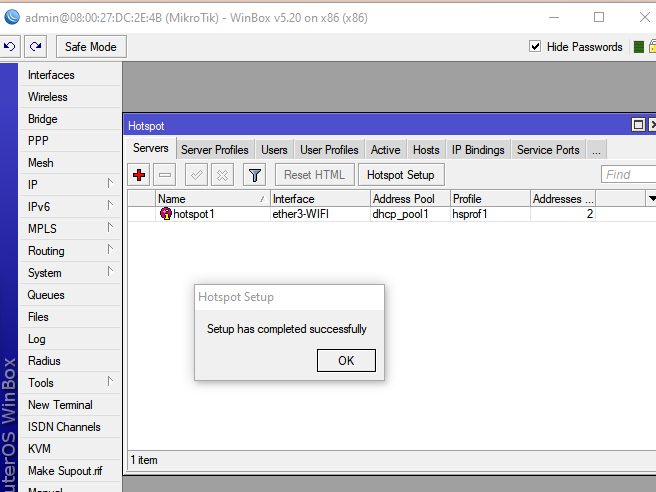 admin@08:00:27:DC:2E:4B (MikroTik) - WinBox v5.20 on x86 (x86)
Safe Mode
Hide Passwords
Interfaces
Wireless
Bridge
PPP
Mesh
IP
IPv6
MPLS
Routing
System
Queues
Files
Log
Radius
Tools
New Terminal
ISDN Channels
KVM
Make Supout.rif
Manual
uterOS WinBox
Hotspot
Servers Server Profiles Users User Profiles Active Hosts IP Bindings Service Ports ...
Reset HTML Hotspot Setup Find
Name Interface Address Pool Profile Addresses ...
hotspot1 ether3-WIFI dhcp_pool1 hsprof1 2
Hotspot Setup
Setup has completed successfully
OK
1 item